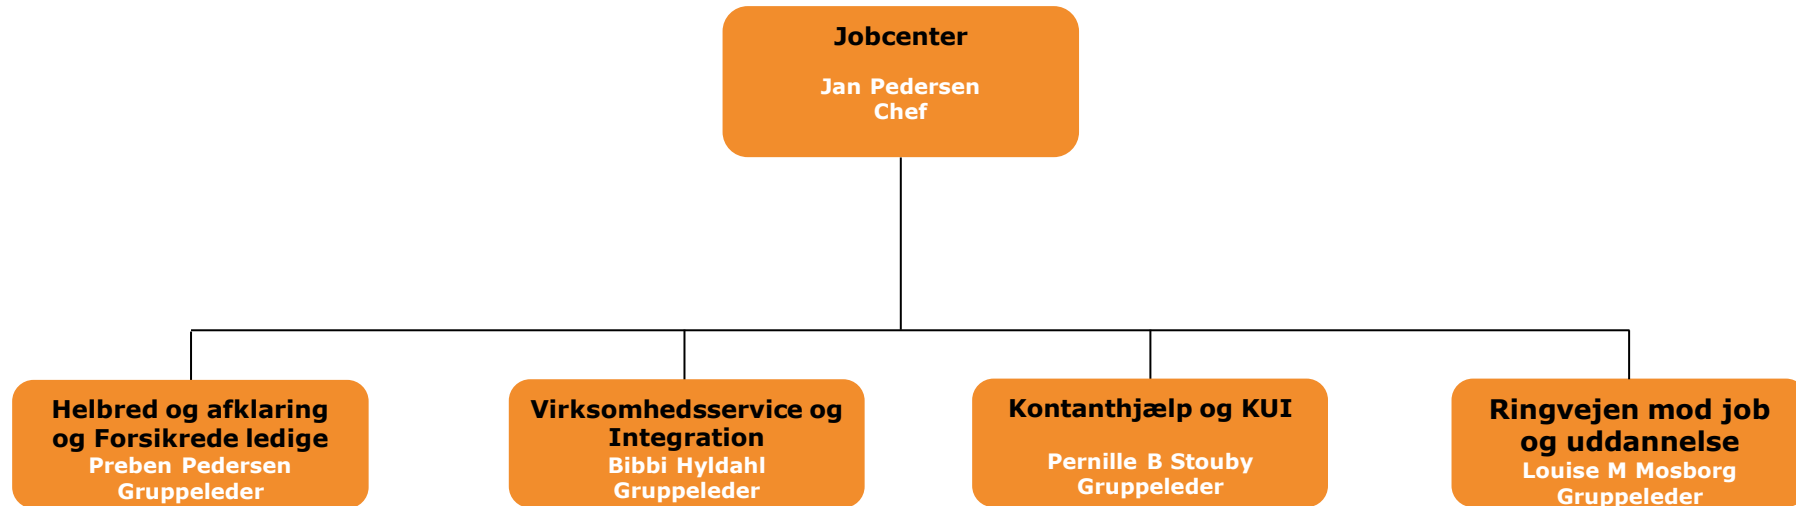 Jobcenter
Jan Pedersen
Chef
Helbred og afklaring
og Forsikrede ledige
Preben Pedersen
Gruppeleder
Virksomhedsservice og
Integration
Bibbi Hyldahl
Gruppeleder
Kontanthjælp og KUI
Pernille B Stouby
Gruppeleder
Ringvejen mod job
og uddannelse
Louise M Mosborg
Gruppeleder